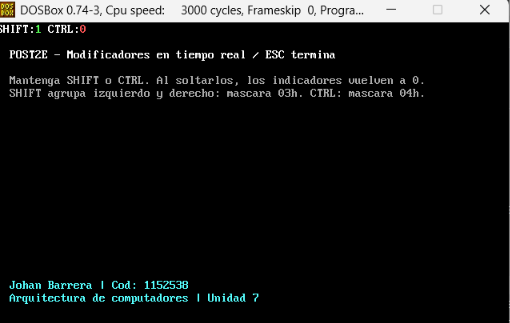 DOSBox 0.74-3, Cpu speed: 3000 cycles, Frameskip 0, Progra...
SHIFT:1 CTRL:0
POST2E - Modificadores en tiempo real / ESC termina
Mantenga SHIFT o CTRL. Al soltarlos, los indicadores vuelven a 0.
SHIFT agrupa izquierdo y derecho: mascara 03h. CTRL: mascara 04h.
Johan Barrera | Cod: 1152538
Arquitectura de computadores | Unidad 7